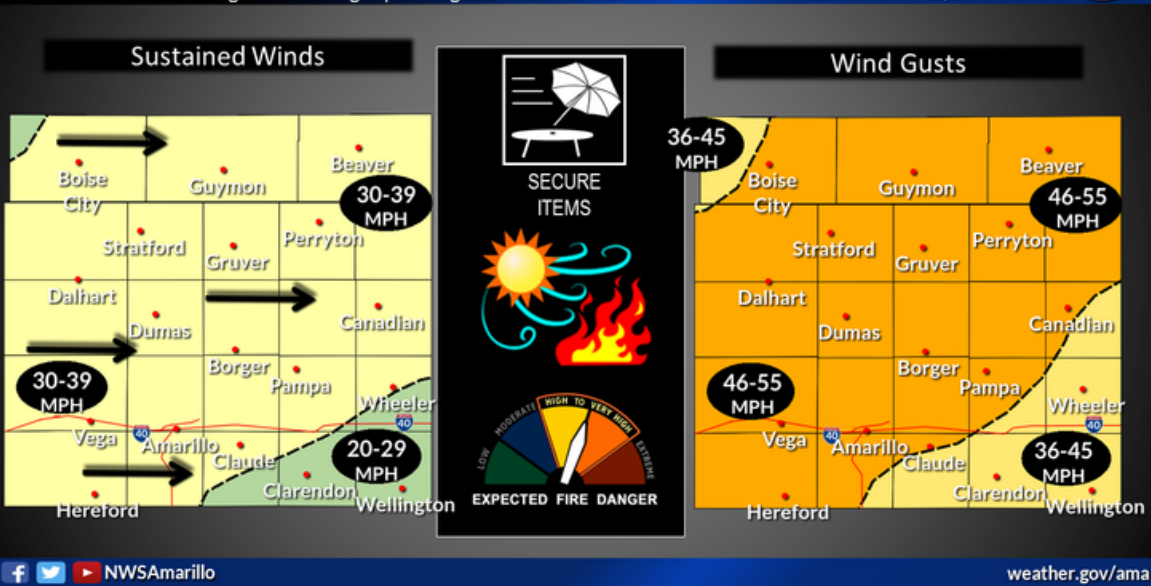 Sustained Winds
Boise
City
Guymon
Beaver
30-39
MPH
Stratford
Gruver
Perryton
Dalhart
Dumas
Canadian
Borger
Pampa
30-39
MPH
Wheeler
40
Vega
40
Amarillo
Claude
20-29
MPH
Clarendon
Wellington
Hereford
SECURE
ITEMS
LOW
MODERATE
HIGH TO VERY HIGH
EXTREME
EXPECTED FIRE DANGER
Wind Gusts
36-45
MPH
Boise
City
Guymon
Beaver
46-55
MPH
Stratford
Gruver
Perryton
Dalhart
Dumas
Canadian
Borger
Pampa
46-55
MPH
Wheeler
40
Vega
40
Amarillo
Claude
36-45
MPH
Clarendon
Wellington
Hereford
NWSAmarillo
weather.gov/ama